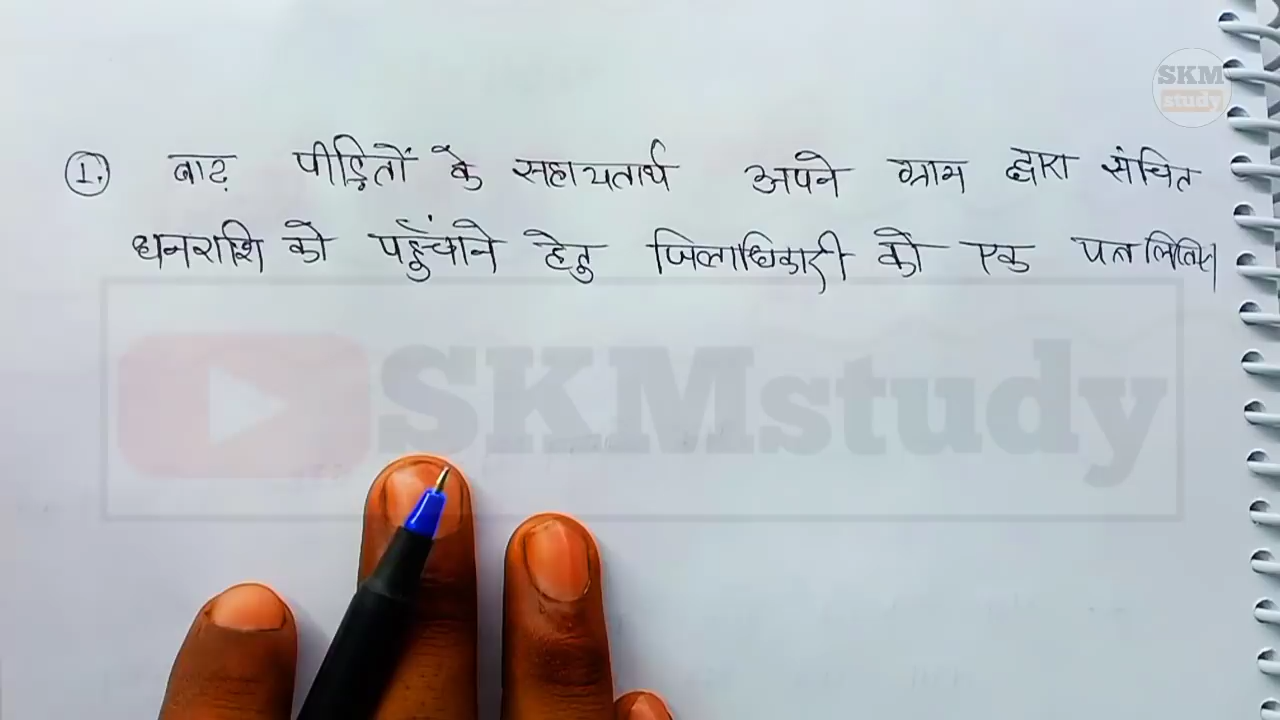 SKM
study
①. बाढ़ पीड़ितों के सहायतार्थ अपने ग्राम द्वारा संचित
धनराशि को पहुँचाने हेतु जिलाधिकारी को एक पत्र लिखिए।
SKMstudy